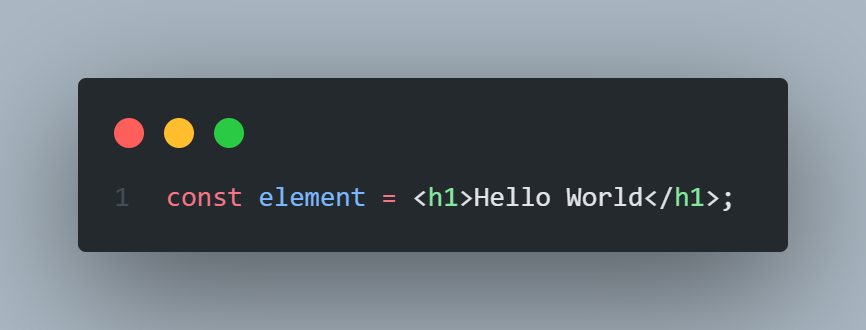 1 const element = <h1>Hello World</h1>;